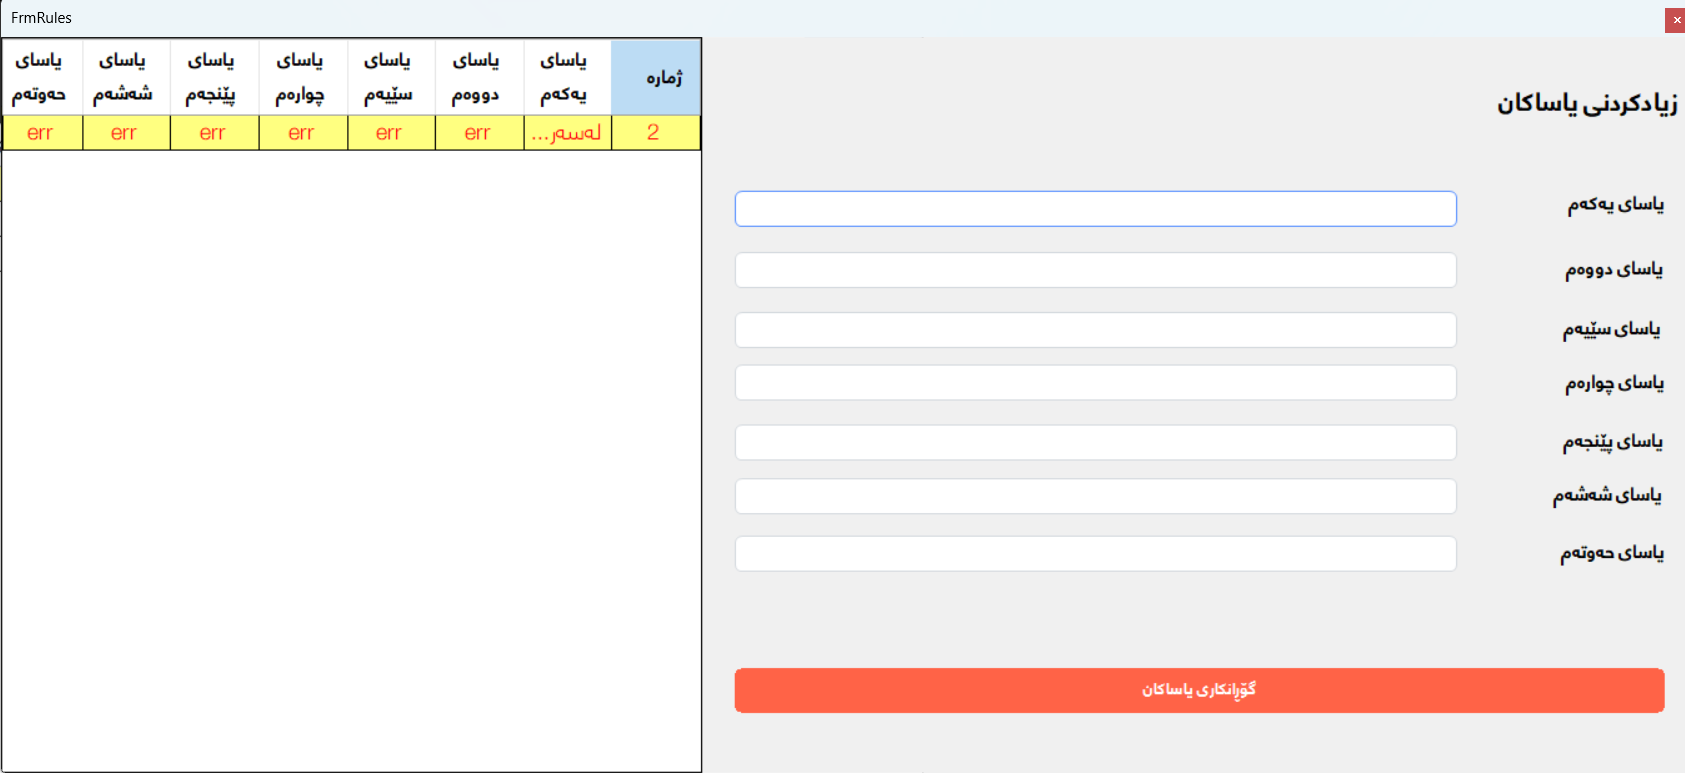 FrmRules
زیادکردنی یاساکان
یاسای یەکەم
یاسای دووەم
یاسای سێیەم
یاسای چوارەم
یاسای پێنجەم
یاسای شەشەم
یاسای حەوتەم
گۆڕانکاری یاساکان
ژمارە یاسای یەکەم یاسای دووەم یاسای سێیەم یاسای چوارەم یاسای پێنجەم یاسای شەشەم یاسای حەوتەم
2 لەسەر... err err err err err err